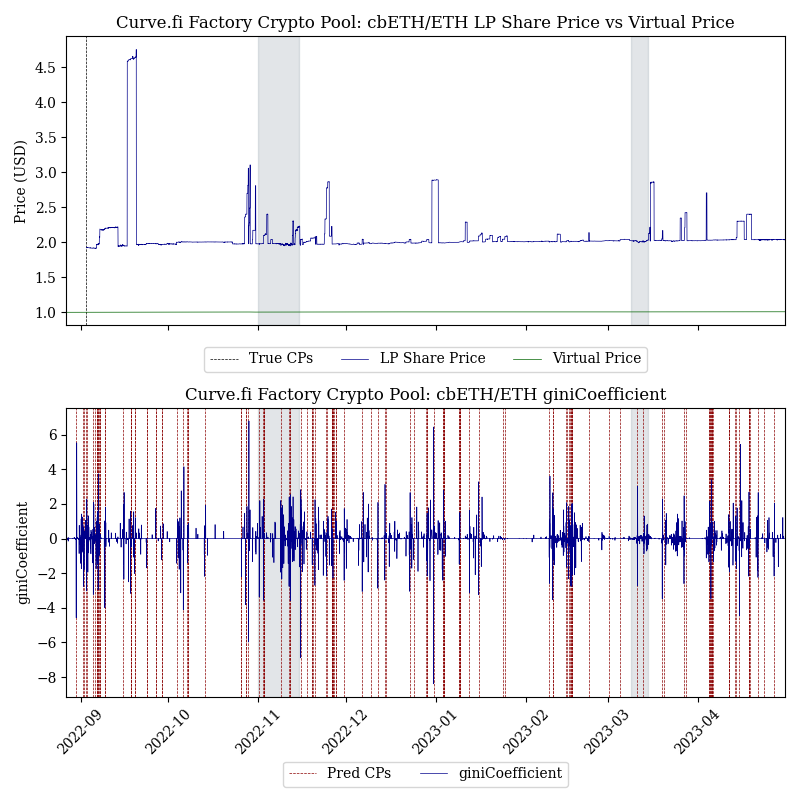 Curve.fi Factory Crypto Pool: cbETH/ETH LP Share Price vs Virtual Price
Price (USD)
4.5
4.0
3.5
3.0
2.5
2.0
1.5
1.0
True CPs LP Share Price Virtual Price
Curve.fi Factory Crypto Pool: cbETH/ETH giniCoefficient
giniCoefficient
6
4
2
0
−2
−4
−6
−8
2022-09 2022-10 2022-11 2022-12 2023-01 2023-02 2023-03 2023-04
Pred CPs giniCoefficient